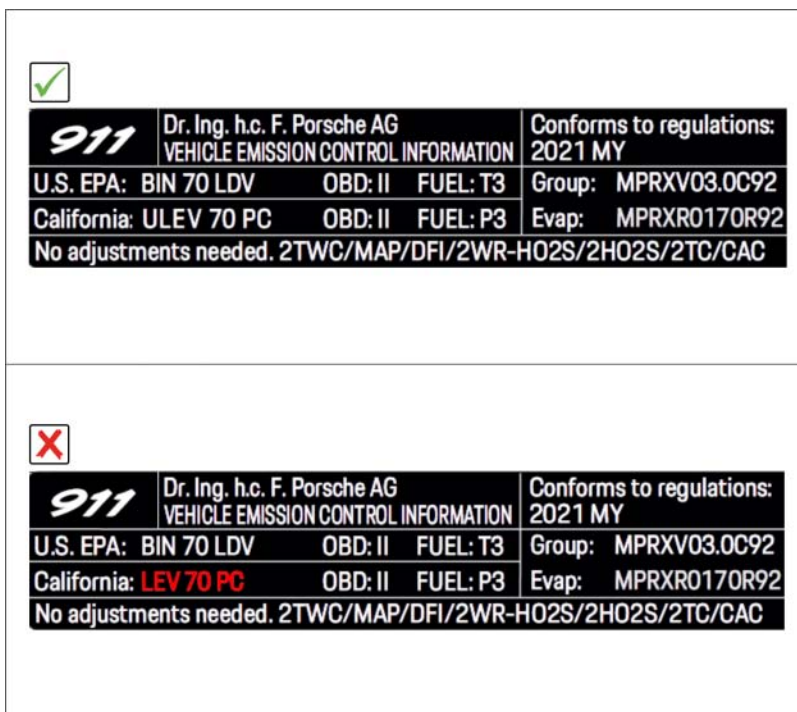 911
Dr. Ing. h.c. F. Porsche AG
VEHICLE EMISSION CONTROL INFORMATION
Conforms to regulations:
2021 MY
U.S. EPA: BIN 70 LDV OBD: II FUEL: T3 Group: MPRXV03.0C92
California: ULEV 70 PC OBD: II FUEL: P3 Evap: MPRXR0170R92
No adjustments needed. 2TWC/MAP/DFI/2WR-HO2S/2HO2S/2TC/CAC
911
Dr. Ing. h.c. F. Porsche AG
VEHICLE EMISSION CONTROL INFORMATION
Conforms to regulations:
2021 MY
U.S. EPA: BIN 70 LDV OBD: II FUEL: T3 Group: MPRXV03.0C92
California: LEV 70 PC OBD: II FUEL: P3 Evap: MPRXR0170R92
No adjustments needed. 2TWC/MAP/DFI/2WR-HO2S/2HO2S/2TC/CAC